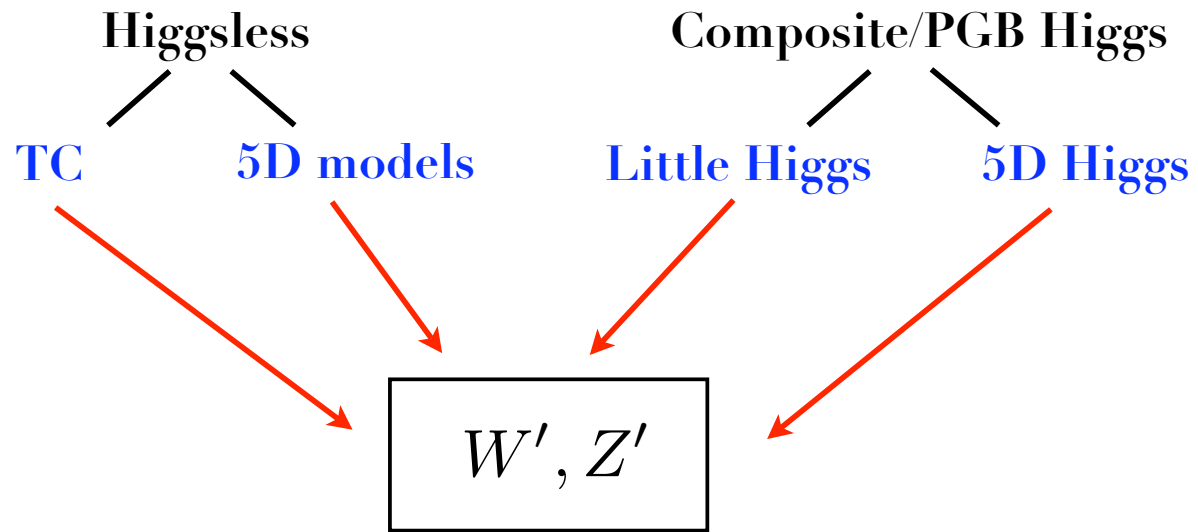 Higgsless
Composite/PGB Higgs
TC
5D models
Little Higgs
5D Higgs
W′, Z′